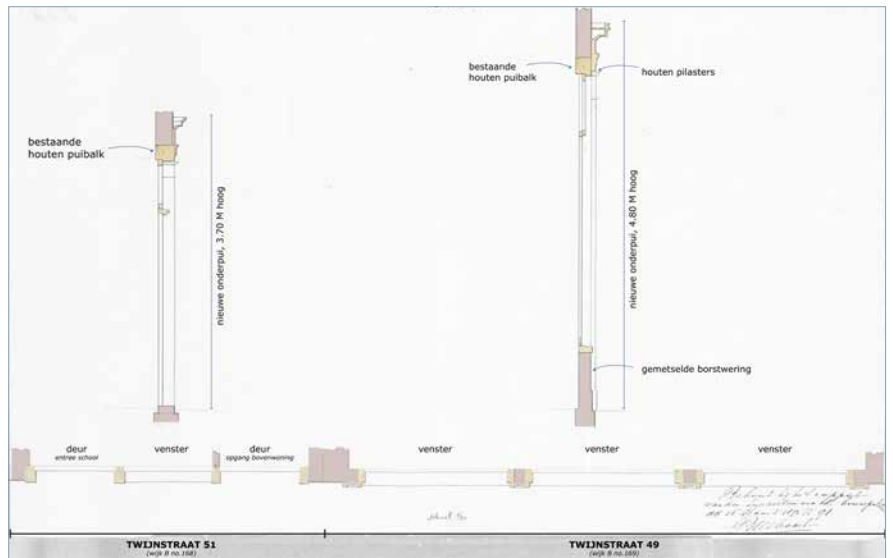 bestaande
houten puibalk
nieuwe onderpui, 3.70 M hoog
bestaande
houten puibalk
houten pilasters
nieuwe onderpui, 4.80 M hoog
gemetselde borstwering
deur
entree school
venster
deur
opgang bovenwoning
venster
venster
venster
TWIJNSTRAAT 51
(wijk B no.168)
TWIJNSTRAAT 49
(wijk B no.169)